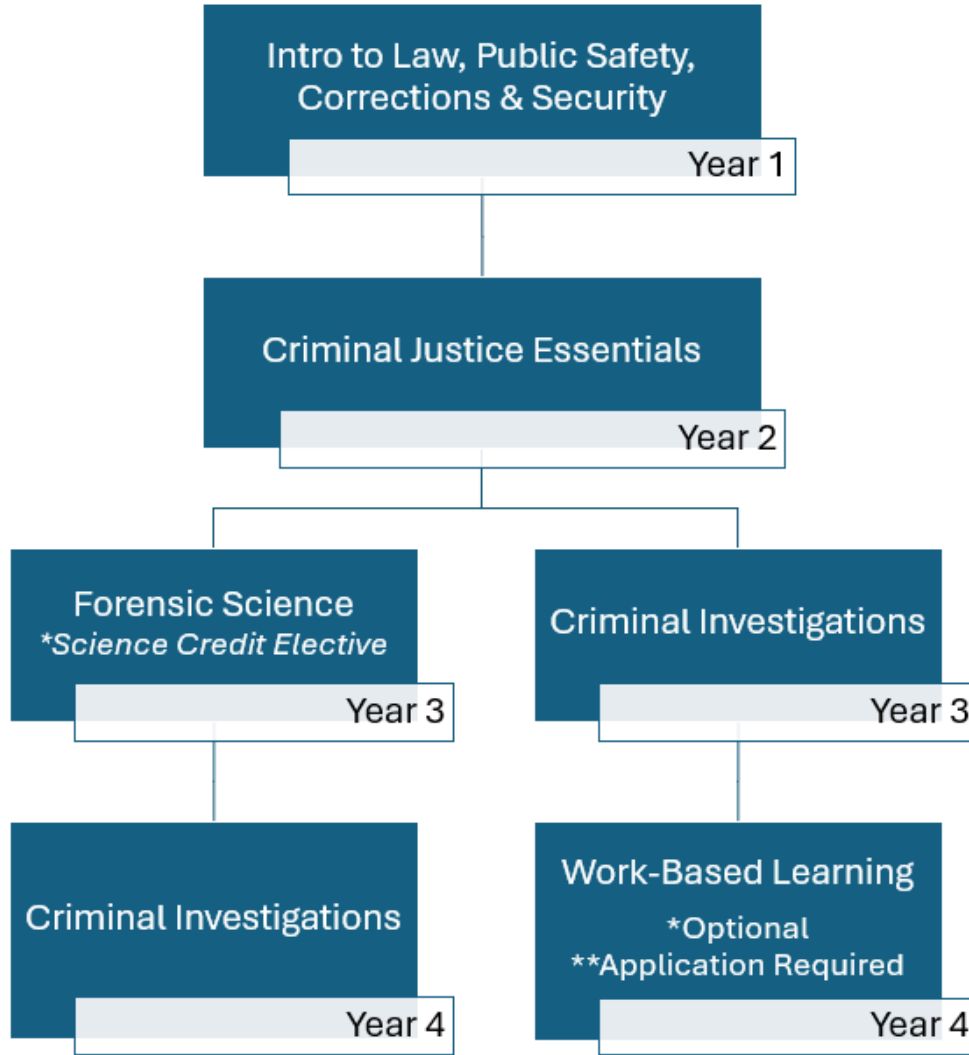 Intro to Law, Public Safety,
Corrections & Security
Year 1
Criminal Justice Essentials
Year 2
Forensic Science
*Science Credit Elective
Year 3
Criminal Investigations
Year 3
Criminal Investigations
Year 4
Work-Based Learning
*Optional
**Application Required
Year 4